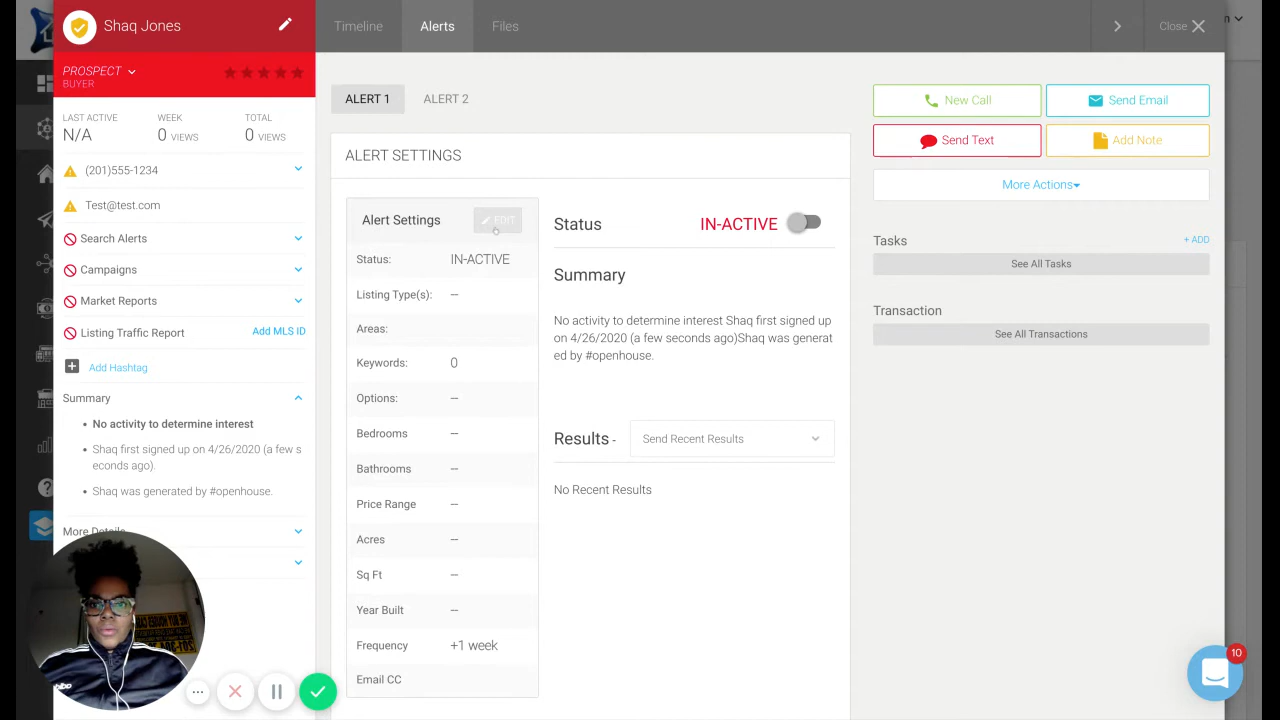 Shaq Jones
PROSPECT
BUYER
LAST ACTIVE
N/A
WEEK
0 VIEWS
TOTAL
0 VIEWS
(201)555-1234
Test@test.com
Search Alerts
Campaigns
Market Reports
Listing Traffic Report Add MLS ID
Add Hashtag
Summary
No activity to determine interest
Shaq first signed up on 4/26/2020 (a few s
econds ago).
Shaq was generated by #openhouse.
More Details
Timeline
Alerts
Files
Close
ALERT 1
ALERT 2
ALERT SETTINGS
Alert Settings
EDIT
Status: IN-ACTIVE
Listing Type(s): --
Areas:
Keywords: 0
Options: --
Bedrooms --
Bathrooms --
Price Range --
Acres --
Sq Ft --
Year Built --
Frequency +1 week
Email CC
Status IN-ACTIVE
Summary
No activity to determine interest Shaq first signed up
on 4/26/2020 (a few seconds ago)Shaq was generat
ed by #openhouse.
Results - Send Recent Results
No Recent Results
New Call
Send Email
Send Text
Add Note
More Actions
Tasks + ADD
See All Tasks
Transaction
See All Transactions
10